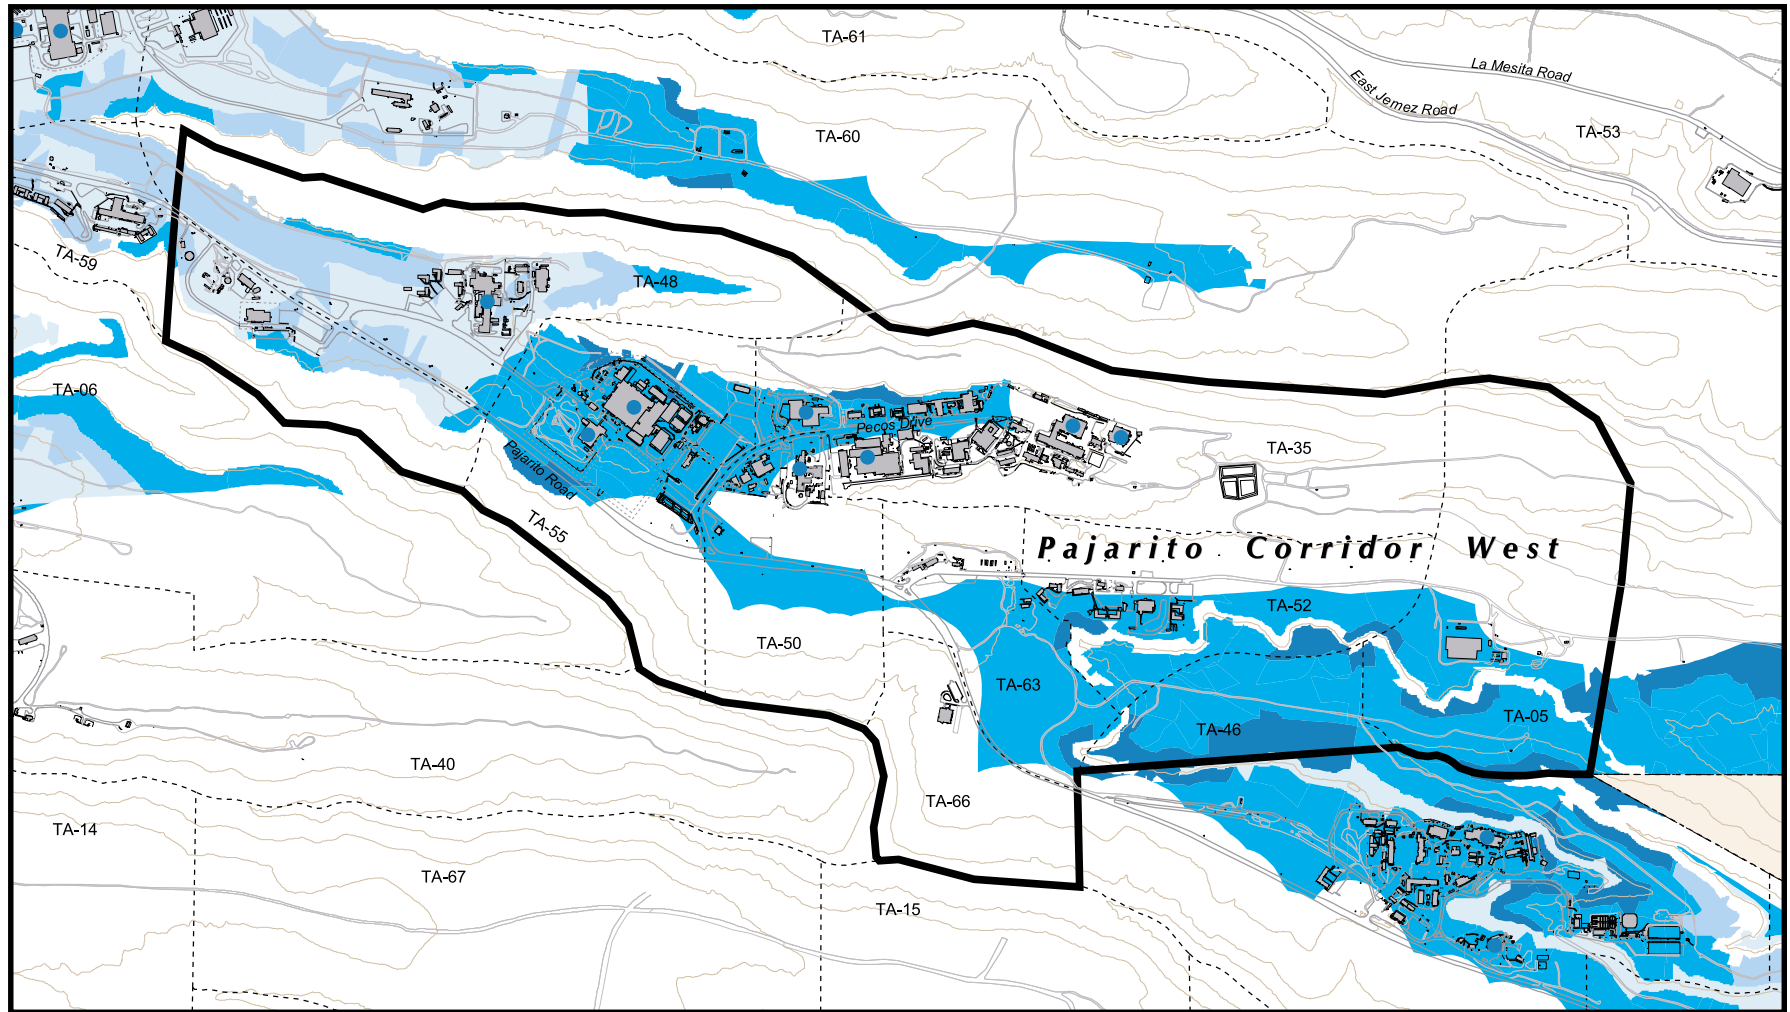 TA-61
La Mesita Road
East Jemez Road
TA-60
TA-53
TA-59
TA-48
TA-06
Pecos Drive
TA-35
Pajarito Road
TA-55
Pajarito Corridor West
TA-52
TA-50
TA-63
TA-05
TA-46
TA-40
TA-66
TA-14
TA-67
TA-15